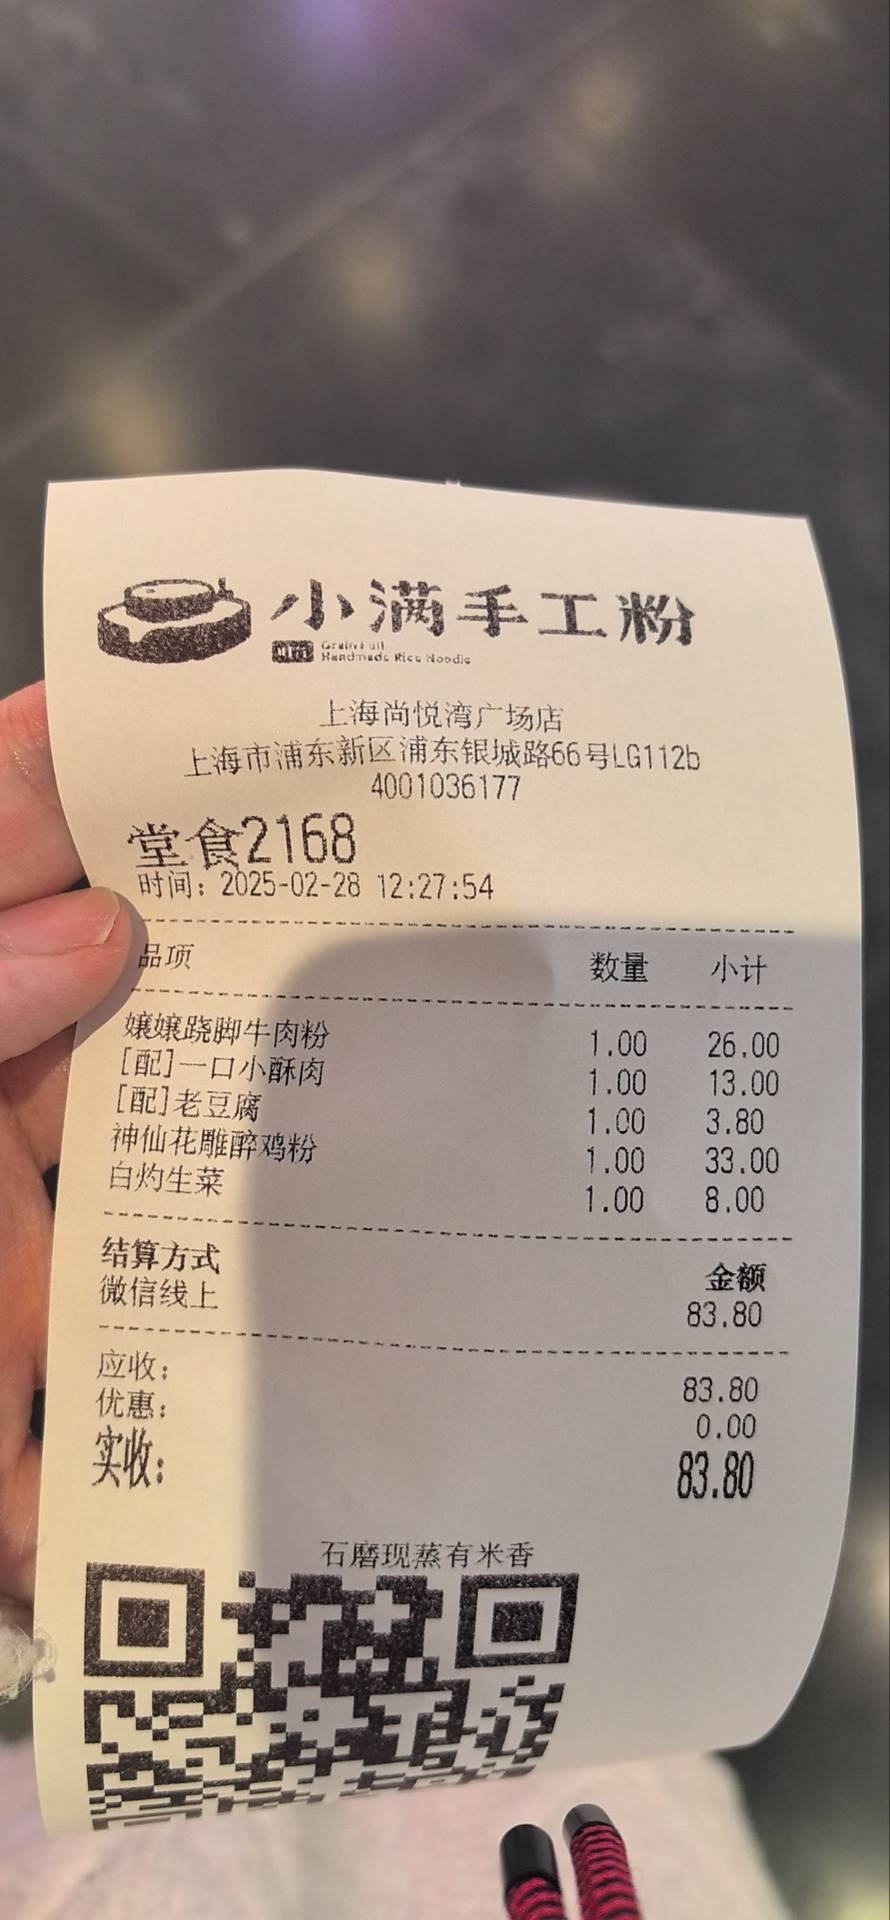 小满手工粉
Grain Full
Handmade Rice Noodle
上海尚悦湾广场店
上海市浦东新区浦东银城路66号LG112b
4001036177
堂食2168
时间：2025-02-28 12:27:54
品项 数量 小计
嬢嬢跷脚牛肉粉 1.00 26.00
[配]一口小酥肉 1.00 13.00
[配]老豆腐 1.00 3.80
神仙花雕醉鸡粉 1.00 33.00
白灼生菜 1.00 8.00
结算方式 金额
微信线上 83.80
应收： 83.80
优惠： 0.00
实收： 83.80
石磨现蒸有米香